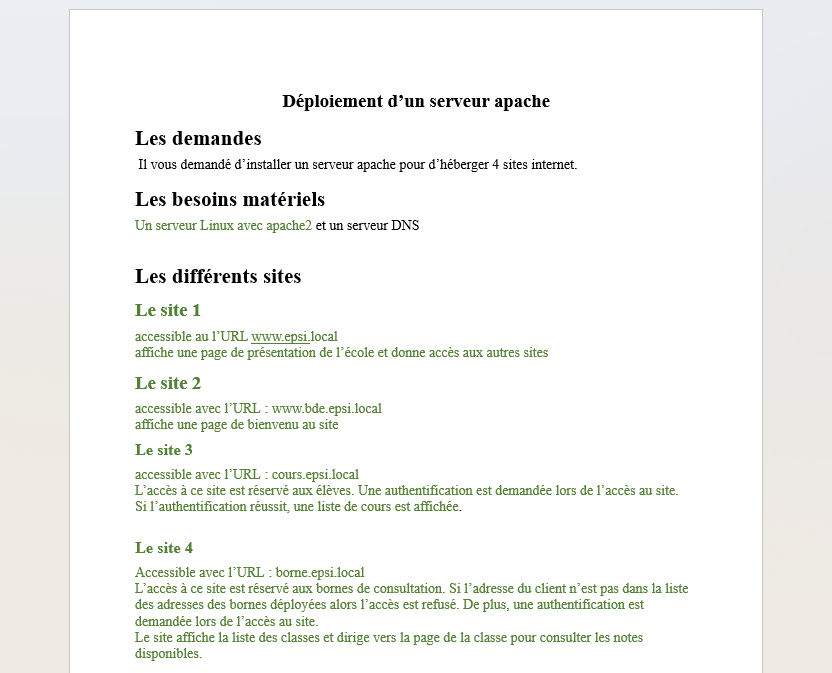 Déploiement d’un serveur apache
Les demandes
Il vous demandé d’installer un serveur apache pour d’héberger 4 sites internet.
Les besoins matériels
Un serveur Linux avec apache2 et un serveur DNS
Les différents sites
Le site 1
accessible au l’URL www.epsi.local
affiche une page de présentation de l’école et donne accès aux autres sites
Le site 2
accessible avec l’URL : www.bde.epsi.local
affiche une page de bienvenu au site
Le site 3
accessible avec l’URL : cours.epsi.local
L’accès à ce site est réservé aux élèves. Une authentification est demandée lors de l’accès au site.
Si l’authentification réussit, une liste de cours est affichée.
Le site 4
Accessible avec l’URL : borne.epsi.local
L’accès à ce site est réservé aux bornes de consultation. Si l’adresse du client n’est pas dans la liste
des adresses des bornes déployées alors l’accès est refusé. De plus, une authentification est
demandée lors de l’accès au site.
Le site affiche la liste des classes et dirige vers la page de la classe pour consulter les notes
disponibles.